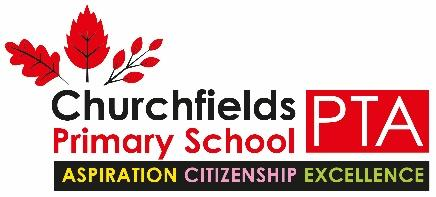 Churchfields
Primary School PTA
ASPIRATION CITIZENSHIP EXCELLENCE